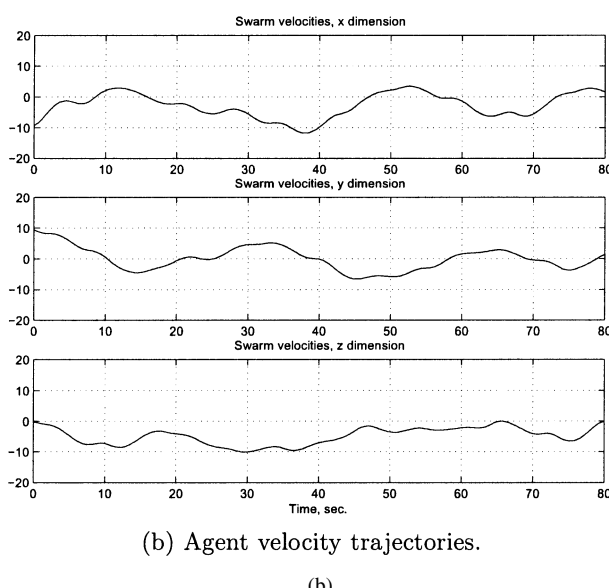 Swarm velocities, x dimension
20
10
0
−10
−20
0 10 20 30 40 50 60 70 80
Swarm velocities, y dimension
20
10
0
−10
−20
0 10 20 30 40 50 60 70 80
Swarm velocities, z dimension
20
10
0
−10
−20
0 10 20 30 40 50 60 70 80
Time, sec.
(b) Agent velocity trajectories.
(b)